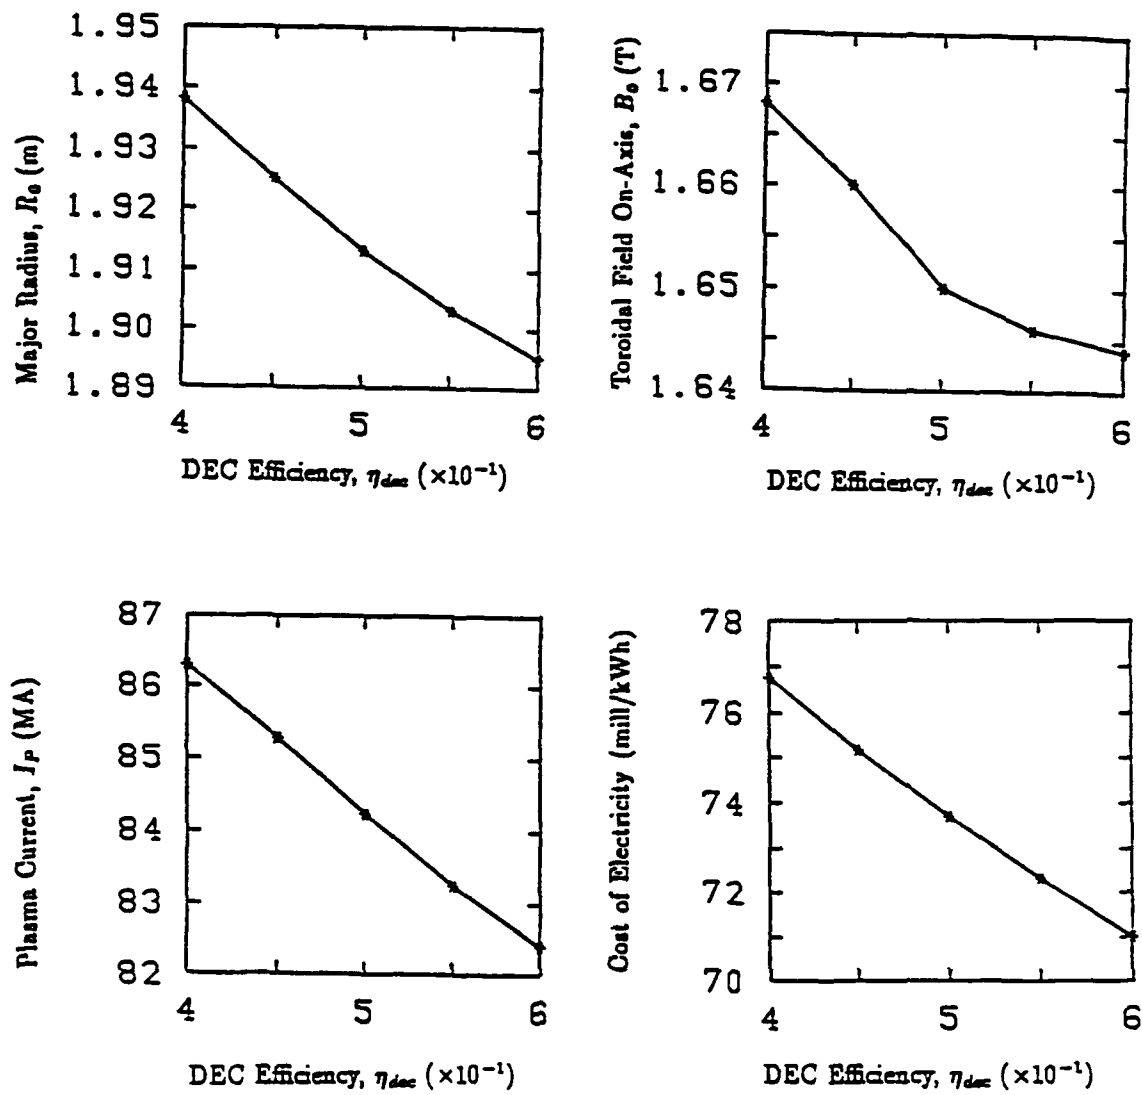 Major Radius, R₀ (m)
1.95
1.94
1.93
1.92
1.91
1.90
1.89
4 5 6
DEC Efficiency, η_dec (×10⁻¹)
Toroidal Field On-Axis, B₀ (T)
1.67
1.66
1.65
1.64
4 5 6
DEC Efficiency, η_dec (×10⁻¹)
Plasma Current, I_P (MA)
87
86
85
84
83
82
4 5 6
DEC Efficiency, η_dec (×10⁻¹)
Cost of Electricity (mill/kWh)
78
76
74
72
70
4 5 6
DEC Efficiency, η_dec (×10⁻¹)